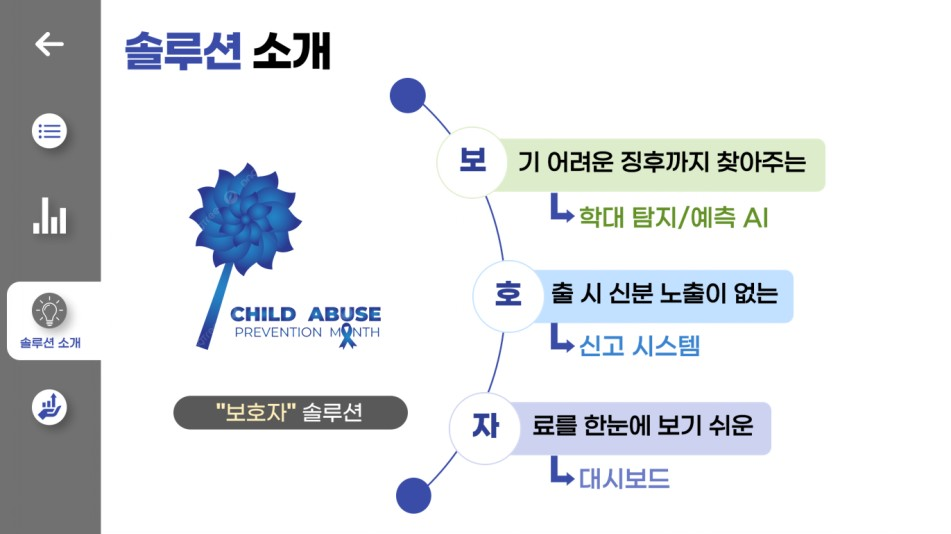 솔루션 소개
보기 어려운 징후까지 찾아주는
학대 탐지/예측 AI
호출 시 신분 노출이 없는
신고 시스템
자료를 한눈에 보기 쉬운
대시보드
CHILD ABUSE
PREVENTION MONTH
"보호자" 솔루션
솔루션 소개